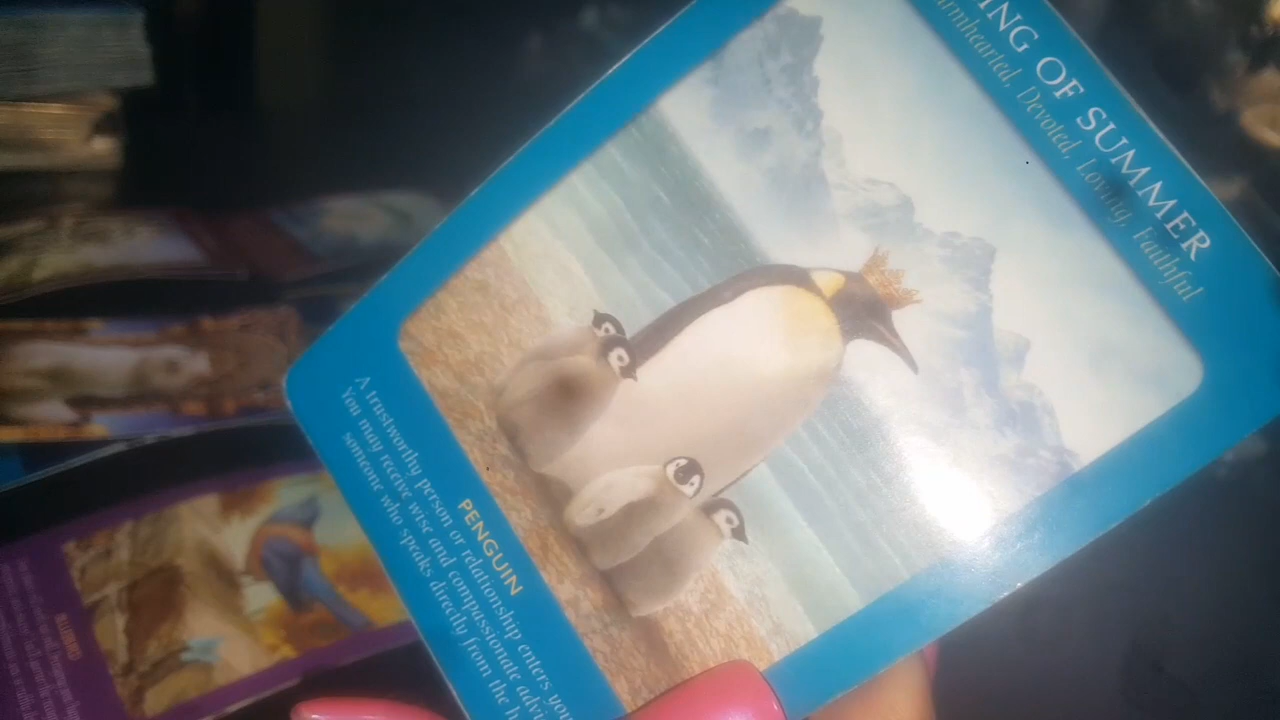 ING OF SUMMER
armhearted, Devoted, Loving, Faithful
PENGUIN
A trustworthy person or relationship enters you
You may receive wise and compassionate advi
someone who speaks directly from the h